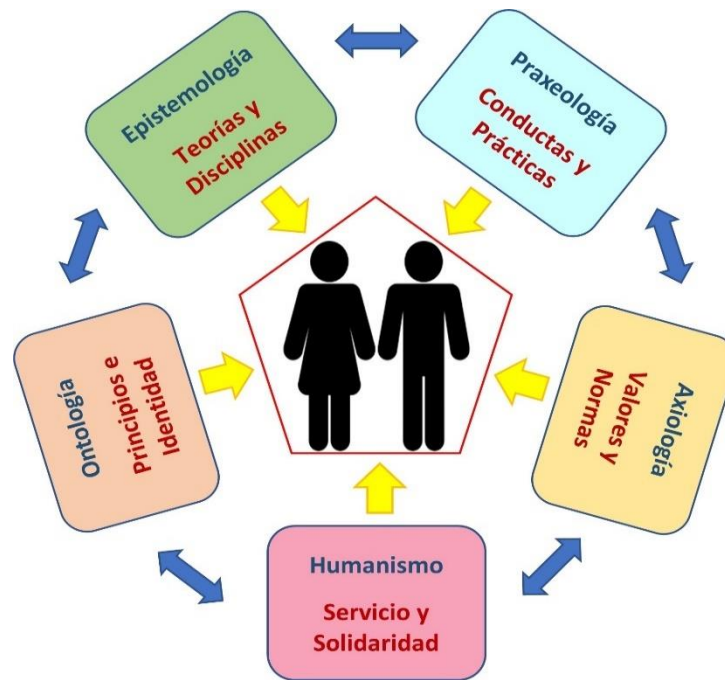 Epistemología
Teorías y
Disciplinas
Praxeología
Conductas y
Prácticas
Ontología
Principios e
Identidad
Axiología
Valores y
Normas
Humanismo
Servicio y
Solidaridad